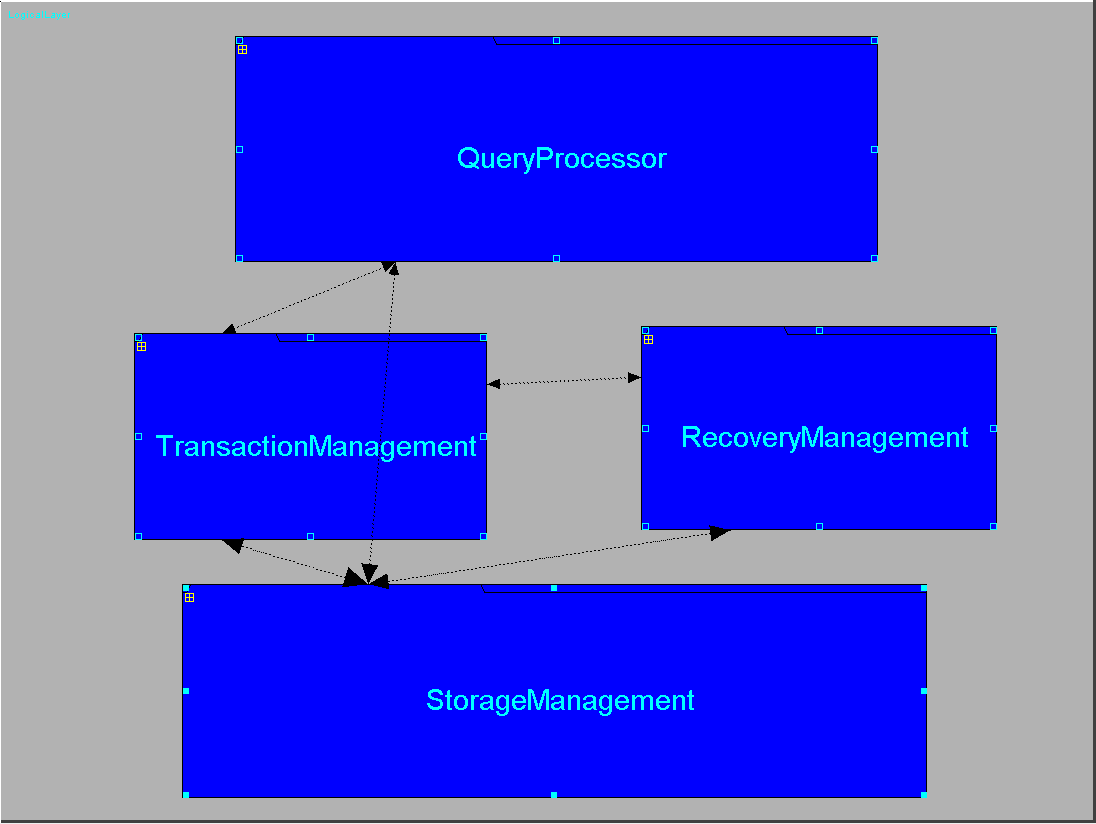 QueryProcessor
TransactionManagement
RecoveryManagement
StorageManagement